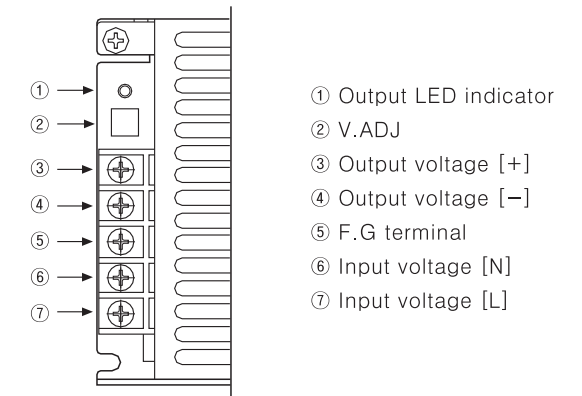 ①
②
③
④
⑤
⑥
⑦
① Output LED indicator
② V.ADJ
③ Output voltage [+]
④ Output voltage [−]
⑤ F.G terminal
⑥ Input voltage [N]
⑦ Input voltage [L]